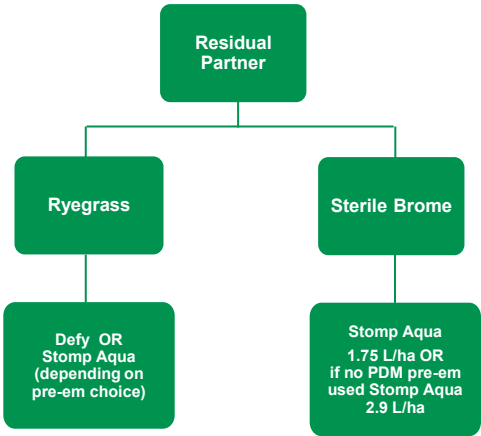 Residual
Partner
Ryegrass
Sterile Brome
Defy OR
Stomp Aqua
(depending on
pre-em choice)
Stomp Aqua
1.75 L/ha OR
if no PDM pre-em
used Stomp Aqua
2.9 L/ha